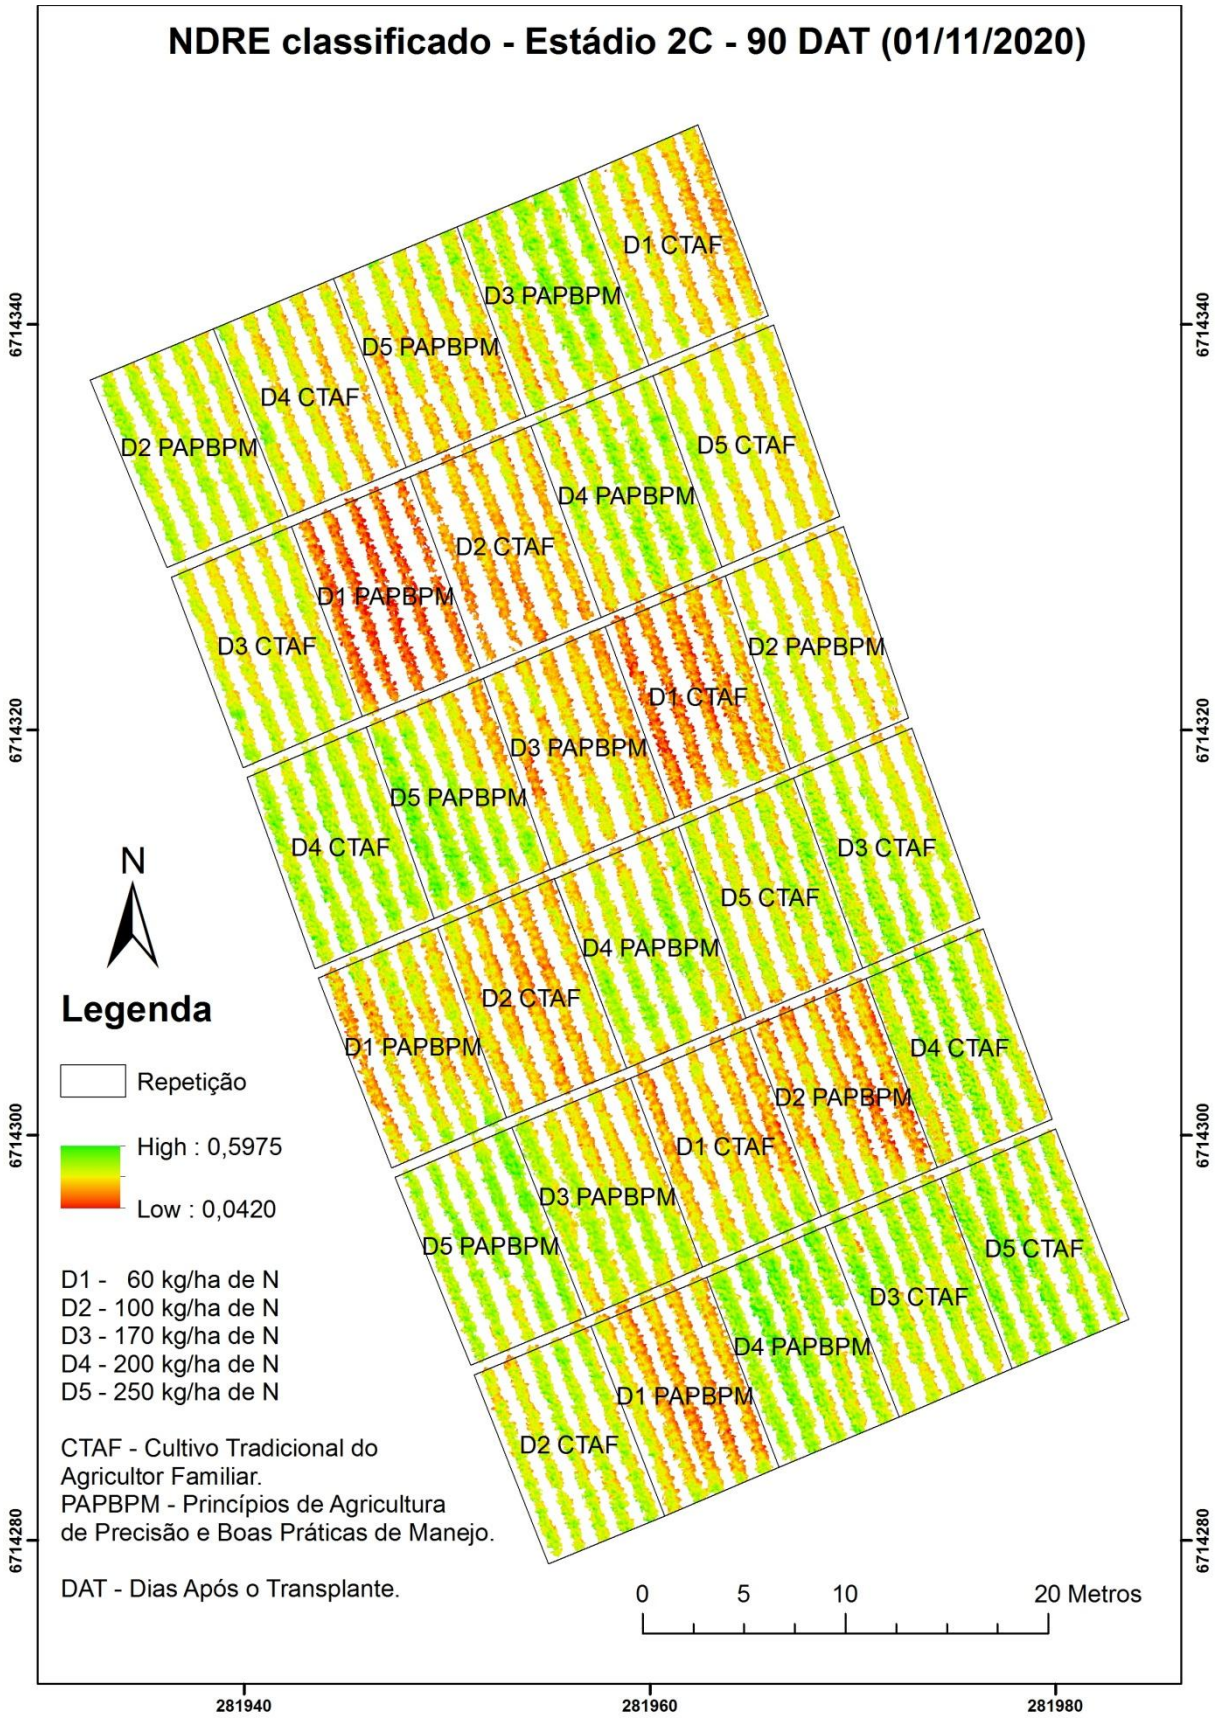 NDRE classificado - Estádio 2C - 90 DAT (01/11/2020)
D1 CTAF
D3 PAPBPM
D5 PAPBPM
D4 CTAF
D2 PAPBPM
D5 CTAF
D4 PAPBPM
D2 CTAF
D1 PAPBPM
D3 CTAF
D2 PAPBPM
D1 CTAF
D3 PAPBPM
D5 PAPBPM
D4 CTAF
D3 CTAF
D5 CTAF
D4 PAPBPM
D2 CTAF
D1 PAPBPM
D4 CTAF
D2 PAPBPM
D1 CTAF
D3 PAPBPM
D5 PAPBPM
D5 CTAF
D3 CTAF
D4 PAPBPM
D1 PAPBPM
D2 CTAF
6714340
6714320
6714300
6714280
6714340
6714320
6714300
6714280
N
Legenda
Repetição
High : 0,5975
Low : 0,0420
D1 - 60 kg/ha de N
D2 - 100 kg/ha de N
D3 - 170 kg/ha de N
D4 - 200 kg/ha de N
D5 - 250 kg/ha de N
CTAF - Cultivo Tradicional do
Agricultor Familiar.
PAPBPM - Princípios de Agricultura
de Precisão e Boas Práticas de Manejo.
DAT - Dias Após o Transplante.
0 5 10 20 Metros
281940 281960 281980